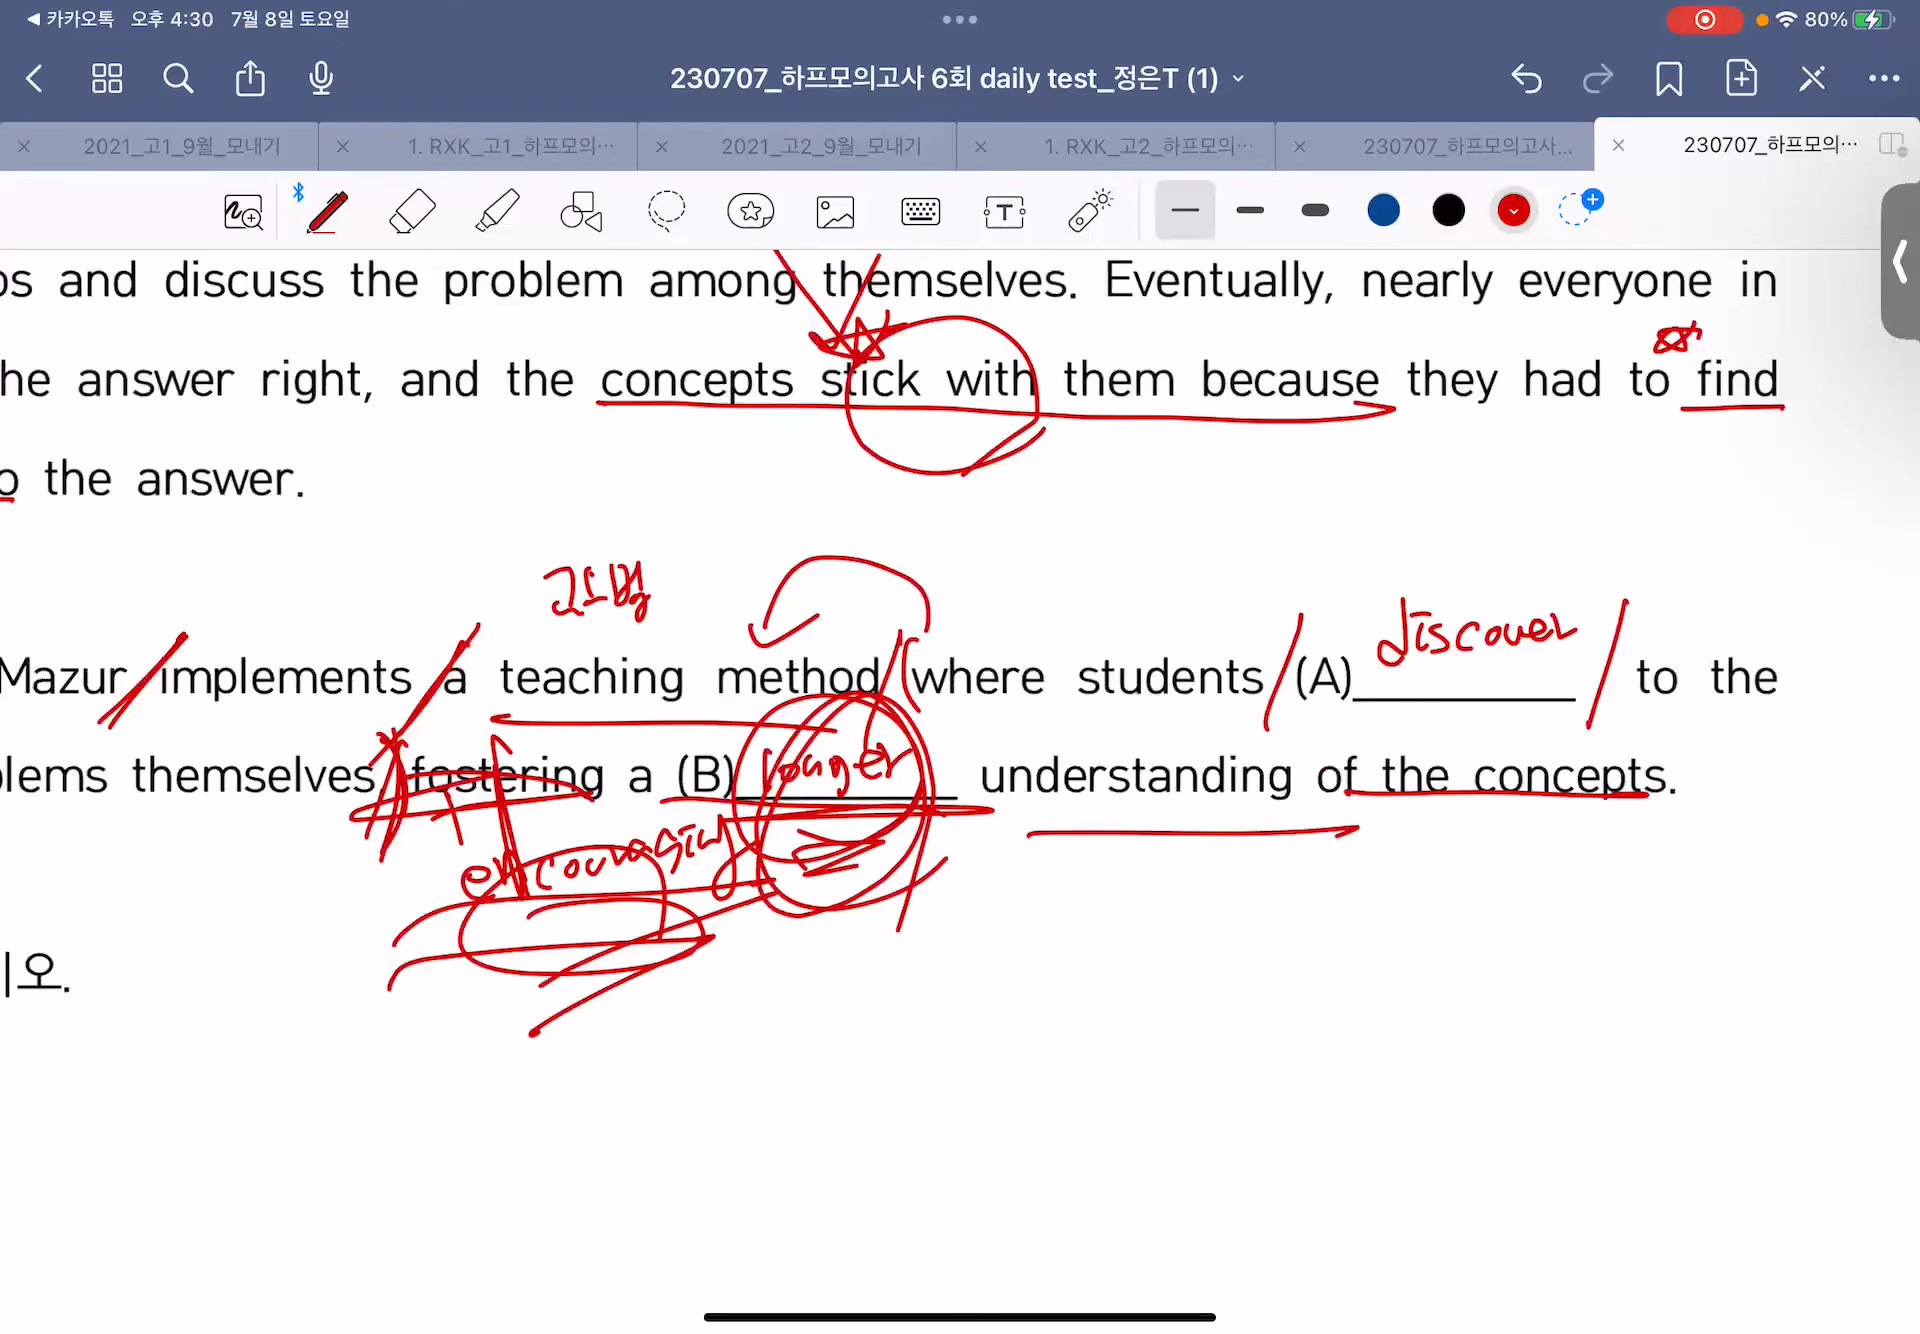 ◀ 카카오톡 오후 4:30 7월 8일 토요일
80%
230707_하프모의고사 6회 daily test_정은T (1)
2021_고1_9월_모내기
1. RXK_고1_하프모의…
2021_고2_9월_모내기
1. RXK_고2_하프모의…
230707_하프모의고사...
230707_하프모의…
T
os and discuss the problem among themselves. Eventually, nearly everyone in
he answer right, and the concepts stick with them because they had to find
o the answer.
교수법
discover
Mazur implements a teaching method where students (A) to the
longer
blems themselves, fostering a (B) understanding of the concepts.
encouraging
시오.